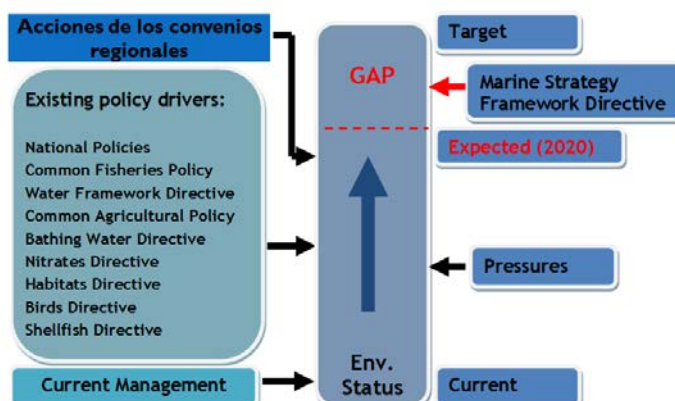 Acciones de los convenios
regionales
Existing policy drivers:
National Policies
Common Fisheries Policy
Water Framework Directive
Common Agricultural Policy
Bathing Water Directive
Nitrates Directive
Habitats Directive
Birds Directive
Shellfish Directive
Current Management
GAP
Env.
Status
Target
Marine Strategy
Framework Directive
Expected (2020)
Pressures
Current